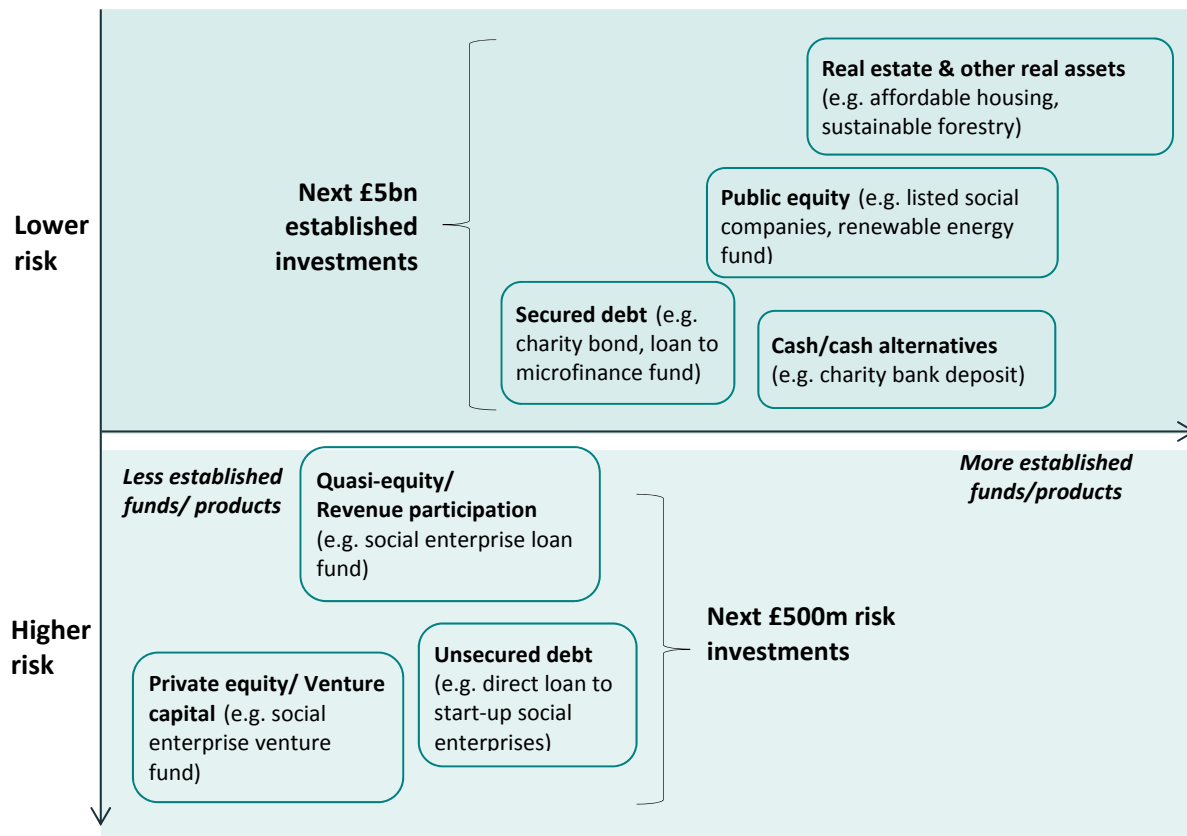 Real estate & other real assets
(e.g. affordable housing,
sustainable forestry)
Next £5bn
established
investments
Public equity (e.g. listed social
companies, renewable energy
fund)
Lower
risk
Secured debt (e.g.
charity bond, loan to
microfinance fund)
Cash/cash alternatives
(e.g. charity bank deposit)
Less established
funds/ products
More established
funds/products
Quasi-equity/
Revenue participation
(e.g. social enterprise loan
fund)
Higher
risk
Next £500m risk
investments
Unsecured debt
(e.g. direct loan to
start-up social
enterprises)
Private equity/ Venture
capital (e.g. social
enterprise venture
fund)